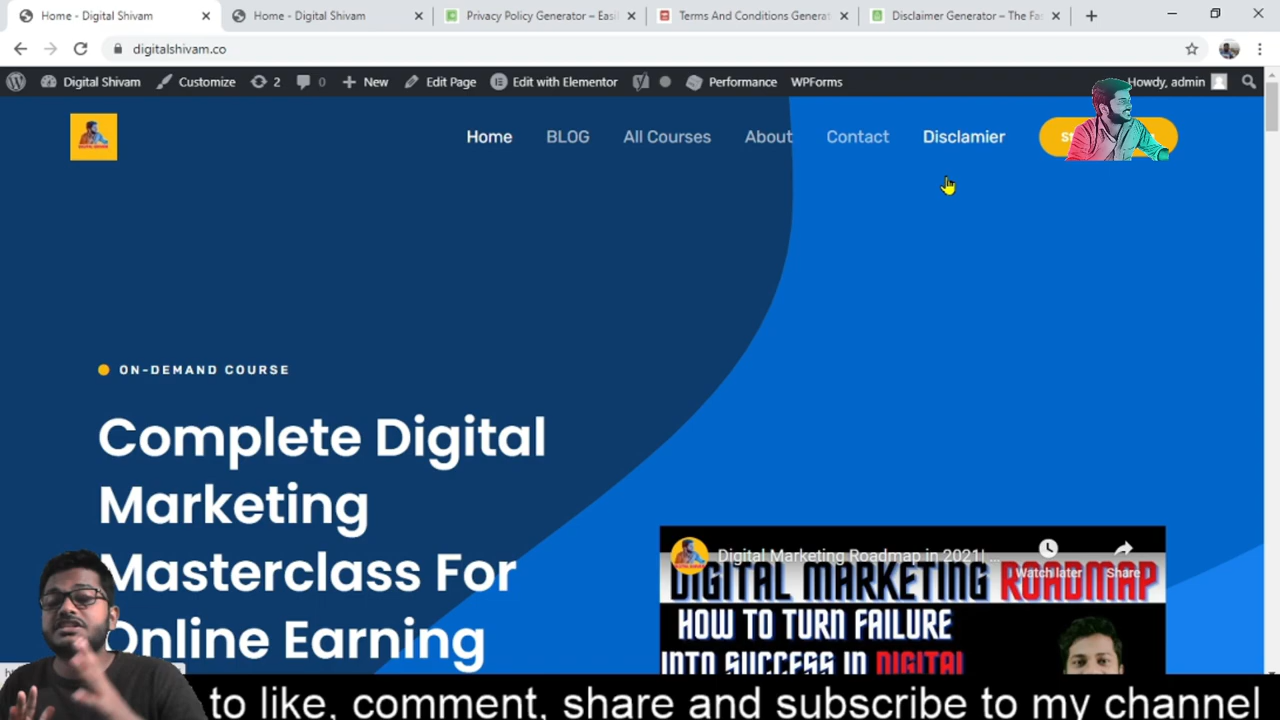 Home - Digital Shivam
Home - Digital Shivam
Privacy Policy Generator – Easil
Terms And Conditions Generat
Disclaimer Generator – The Fas
digitalshivam.co
Digital Shivam
Customize
2
0
New
Edit Page
Edit with Elementor
Performance
WPForms
Howdy, admin
Home
BLOG
All Courses
About
Contact
Disclamier
ON-DEMAND COURSE
Complete Digital
Marketing
Masterclass For
Online Earning
Digital Marketing Roadmap in 2021| ...
Watch later
Share
DIGITAL MARKETING ROADMAP
HOW TO TURN FAILURE
INTO SUCCESS IN DIGITAL
to like, comment, share and subscribe to my channel